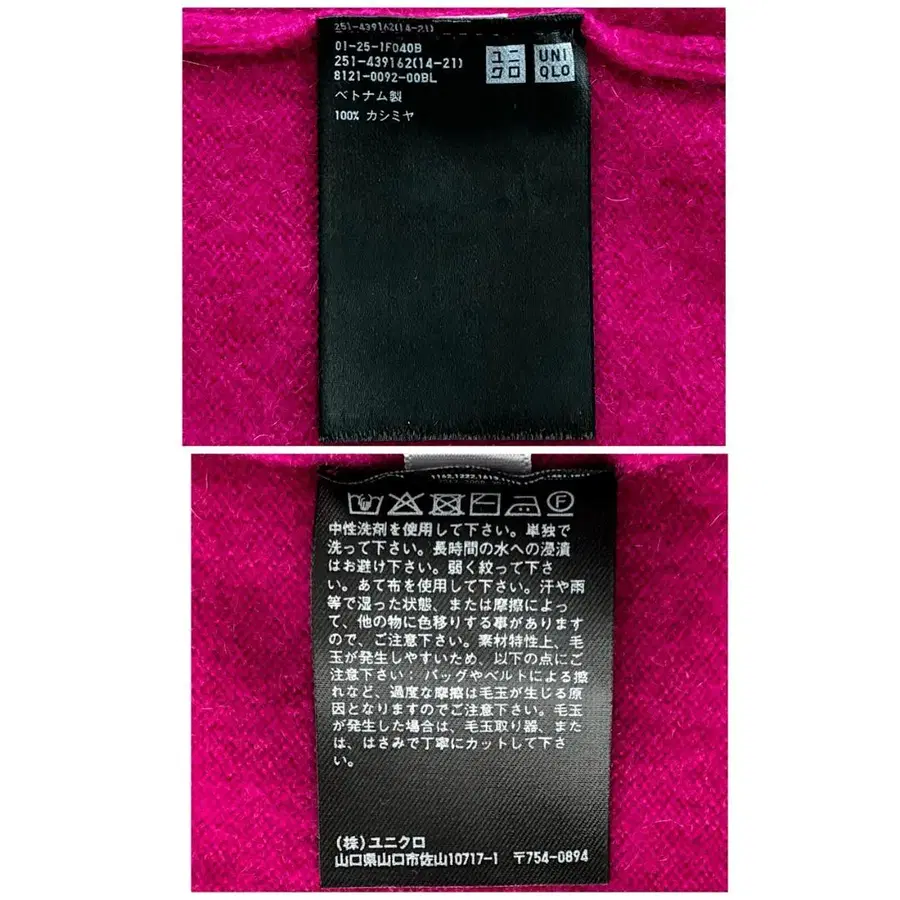 251-439162(14-21)
01-25-1F040B
251-439162(14-21)
8121-0092-00BL
ベトナム製
100% カシミヤ
ユニ
クロ
UNI
QLO
中性洗剤を使用して下さい。単独で
洗って下さい。長時間の水への浸漬
はお避け下さい。弱く絞って下さ
い。あて布を使用して下さい。汗や雨
等で湿った状態、または摩擦によっ
て、他の物に色移りする事があります
ので、ご注意下さい。素材特性上、毛
玉が発生しやすいため、以下の点にご
注意下さい：バッグやベルトによる擦
れなど、過度な摩擦は毛玉が生じる原
因となりますのでご注意下さい。毛玉
が発生した場合は、毛玉取り器、また
は、はさみで丁寧にカットして下さ
い。
(株)ユニクロ
山口県山口市佐山10717-1 〒754-0894